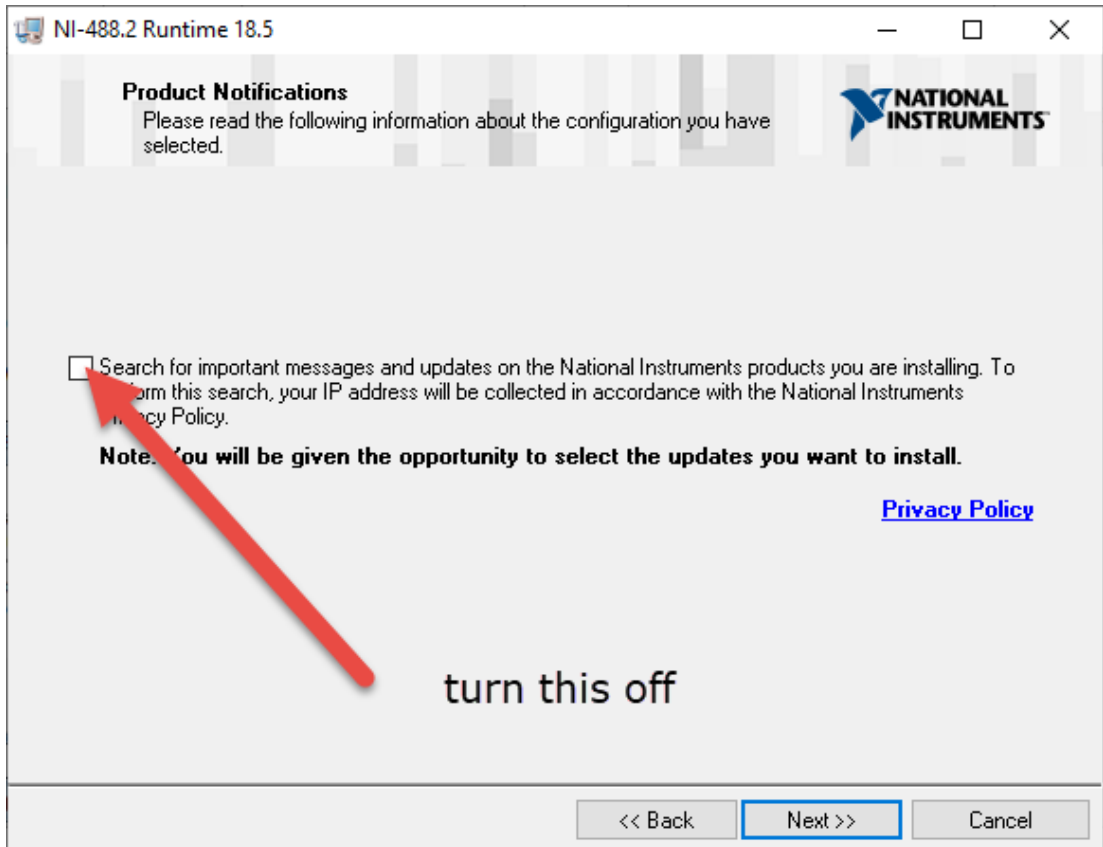 NI-488.2 Runtime 18.5
Product Notifications
Please read the following information about the configuration you have
selected.
NATIONAL
INSTRUMENTS
Search for important messages and updates on the National Instruments products you are installing. To
this search, your IP address will be collected in accordance with the National Instruments
Policy.
Note: You will be given the opportunity to select the updates you want to install.
Privacy Policy
turn this off
<< Back
Next >>
Cancel